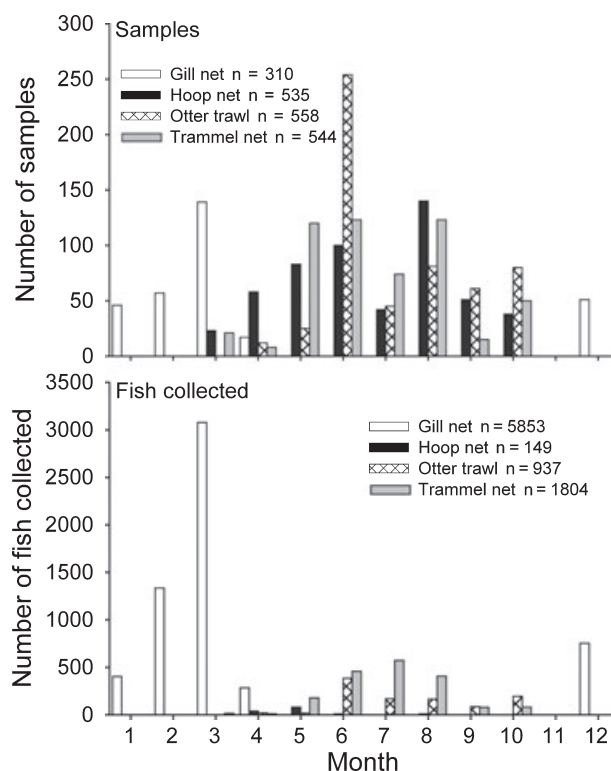 Samples
Gill net n = 310
Hoop net n = 535
Otter trawl n = 558
Trammel net n = 544
Number of samples
300
250
200
150
100
50
0
Fish collected
Gill net n = 5853
Hoop net n = 149
Otter trawl n = 937
Trammel net n = 1804
Number of fish collected
3500
3000
2500
2000
1500
1000
500
0
1 2 3 4 5 6 7 8 9 10 11 12
Month